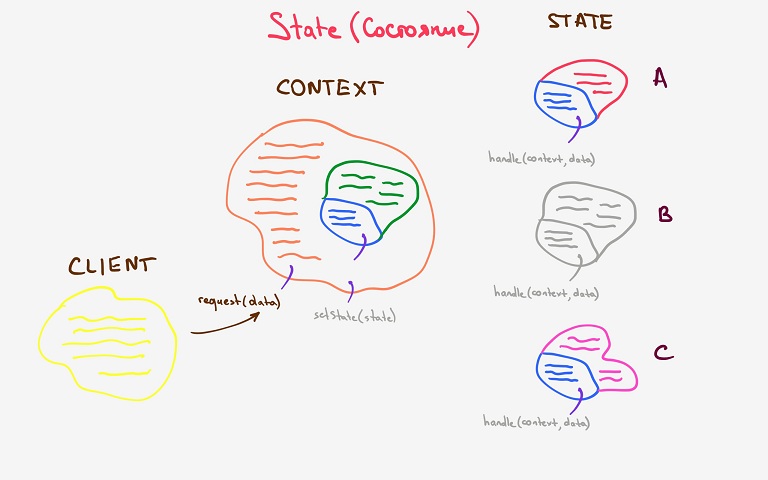 State (Состояние)
STATE
CONTEXT
A
handle(context, data)
B
handle(context, data)
CLIENT
request(data)
setState(state)
C
handle(context, data)